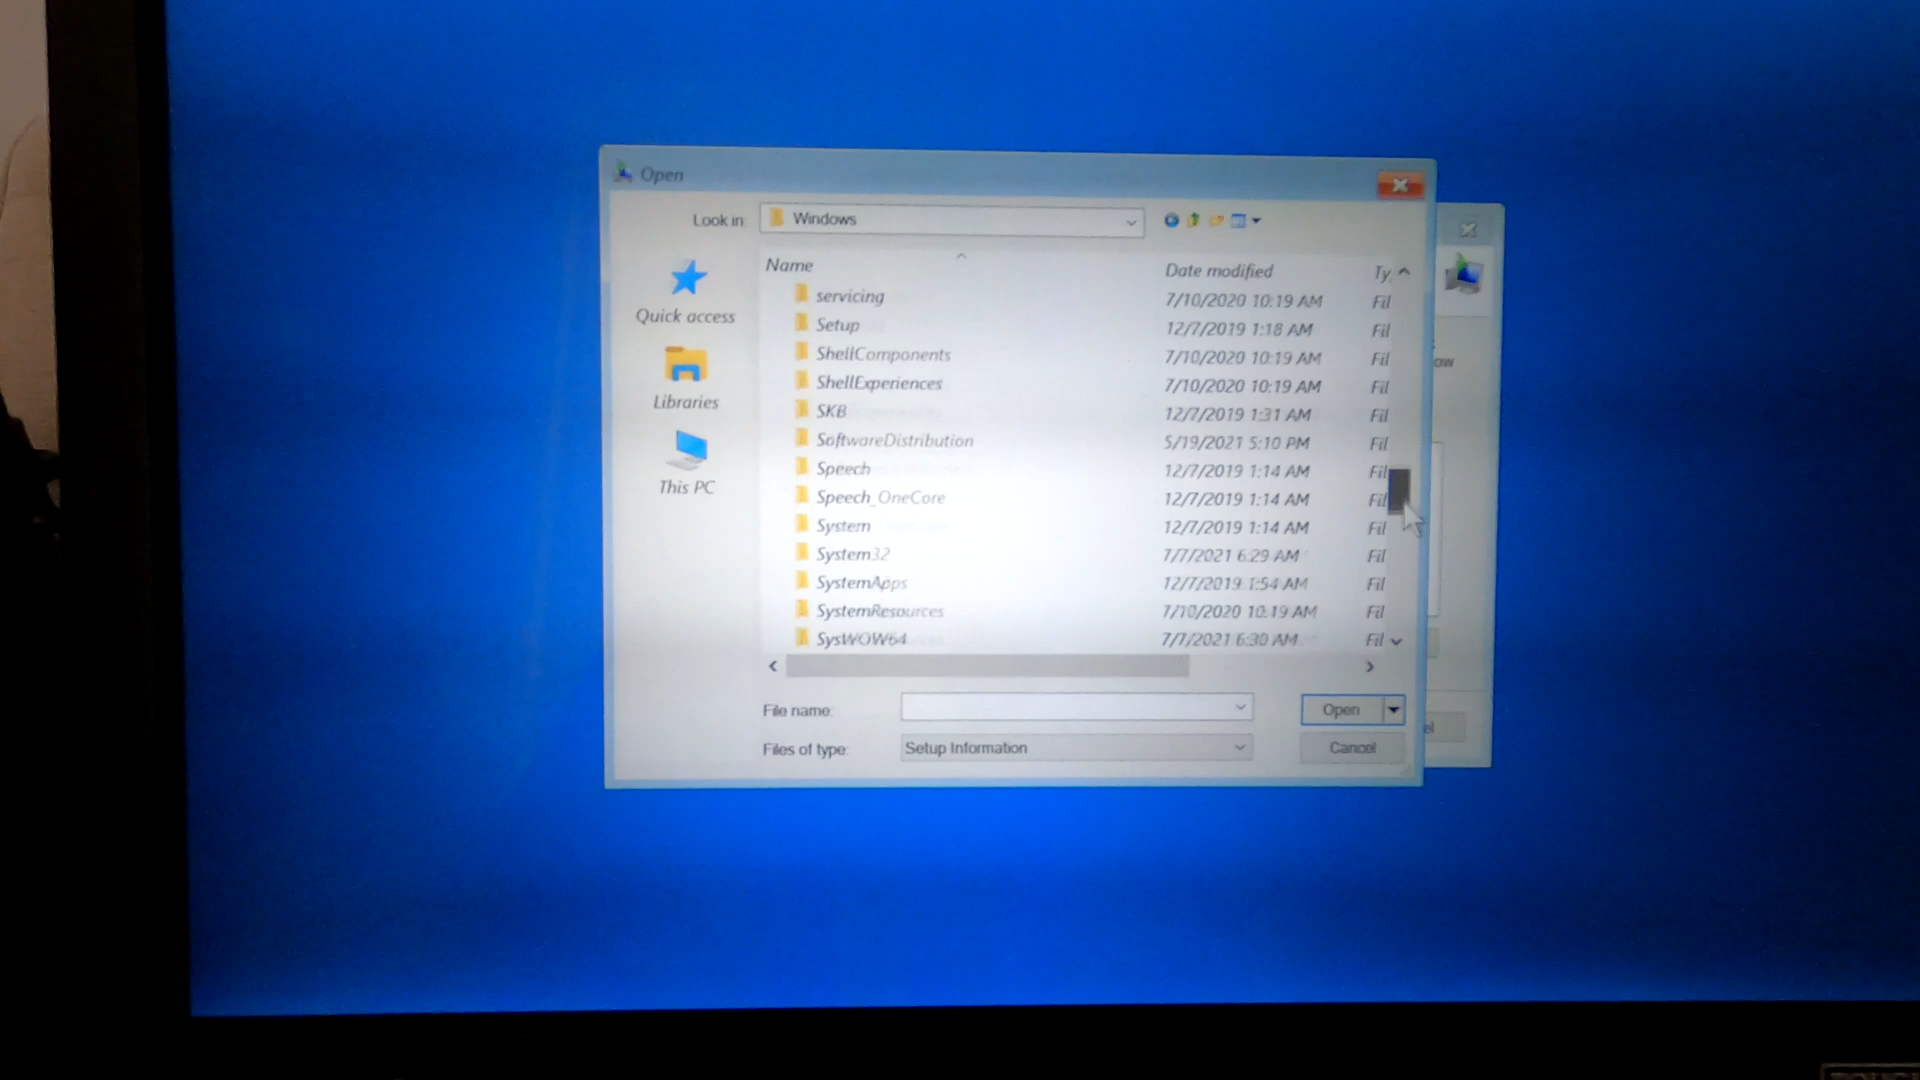 Open
Look in: Windows
Name Date modified Ty
servicing 7/10/2020 10:19 AM Fil
Setup 12/7/2019 1:18 AM Fil
ShellComponents 7/10/2020 10:19 AM Fil
ShellExperiences 7/10/2020 10:19 AM Fil
SKB 12/7/2019 1:31 AM Fil
SoftwareDistribution 5/19/2021 5:10 PM Fil
Speech 12/7/2019 1:14 AM Fil
Speech_OneCore 12/7/2019 1:14 AM Fil
System 12/7/2019 1:14 AM Fil
System32 7/7/2021 6:29 AM Fil
SystemApps 12/7/2019 1:54 AM Fil
SystemResources 7/10/2020 10:19 AM Fil
SysWOW64 7/7/2021 6:30 AM Fil
Quick access
Libraries
This PC
File name: Open
Files of type: Setup Information Cancel
ow
el